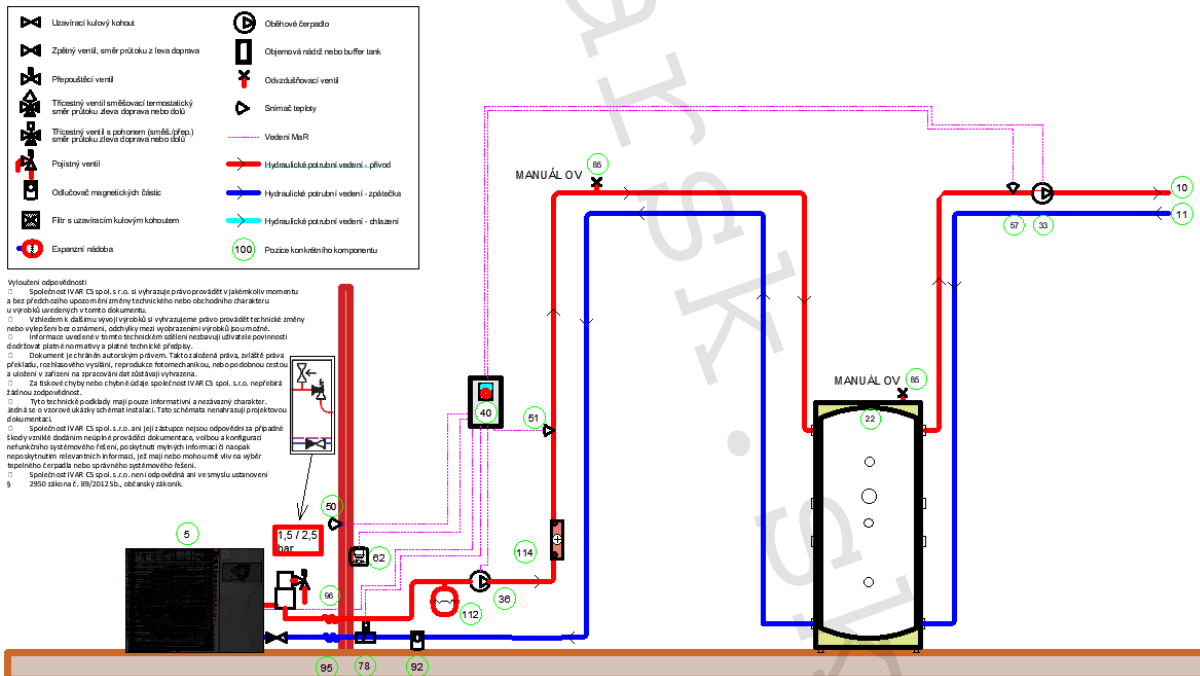 Uzavírací kulový kohout
Zpětný ventil, směr průtoku z leva doprava
Přepouštěcí ventil
Třícestný ventil směšovací termostatický
směr průtoku zleva doprava nebo dolů
Třícestný ventil s pohonem (směš./přep.)
směr průtoku zleva doprava nebo dolů
Pojistný ventil
Odlučovač magnetických částic
Filtr s uzavíracím kulovým kohoutem
Expanzní nádoba
Oběhové čerpadlo
Objemová nádrž nebo buffer tank
Odvzdušňovací ventil
Snímač teploty
Vedení MaR
Hydraulické potrubní vedení - přívod
Hydraulické potrubní vedení - zpátečka
Hydraulické potrubní vedení - chlazení
100 Pozice konkrétního komponentu
Vyloučení odpovědnosti
Společnost IVAR CS spol. s r.o. si vyhrazuje právo provádět v jakémkoliv momentu
a bez předchozího upozornění změny technického nebo obchodního charakteru
u výrobků uvedených v tomto dokumentu.
Vzhledem k dalšímu vývoji výrobků si vyhrazujeme právo provádět technické změny
nebo vylepšení bez oznámení, odchylky mezi vyobrazeními výrobků jsou možné.
Informace uvedené v tomto technickém sdělení nezbavují uživatele povinnosti
dodržovat platné normativy a platné technické předpisy.
Dokument je chráněn autorským právem. Takto založená práva, zvláště práva
překladu, rozhlasového vysílání, reprodukce fotomechanikou, nebo podobnou cestou
a uložení v zařízení na zpracování dat zůstávají vyhrazena.
Za tiskové chyby nebo chybné údaje společnost IVAR CS spol. s.r.o. nepřebírá
žádnou zodpovědnost.
Tyto technické podklady mají pouze informativní a nezávazný charakter.
Jedná se o vzorové ukázky schémat instalací. Tato schémata nenahrazují projektovou
dokumentaci.
Společnost IVAR CS spol. s.r.o. ani její zástupce nejsou odpovědni za případné
škody vzniklé dodáním neúplné prováděcí dokumentace, volbou a konfigurací
nefunkčního systémového řešení, poskytnutí mylných informací či naopak
neposkytnutím relevantních informací, jež mají nebo mohou mít vliv na výběr
tepelného čerpadla nebo správného systémového řešení.
Společnost IVAR CS spol. s.r.o. není odpovědná ani ve smyslu ustanovení
§ 2950 zákona č. 89/2012 Sb., občanský zákoník.
MANUÁL OV
65
10
11
57
33
MANUÁL OV
65
22
40
51
50
1,5 / 2,5
bar
5
62
114
96
36
112
95
78
92
arsk.sk